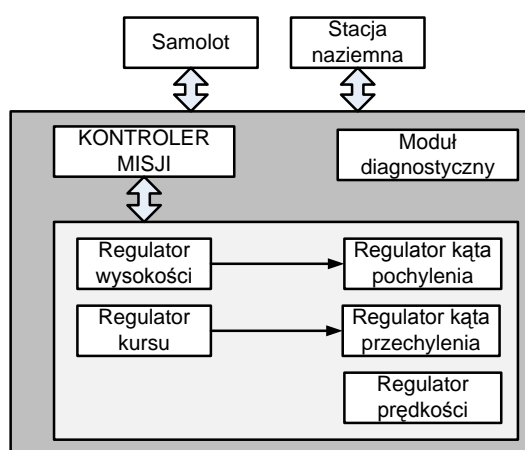 Samolot
Stacja
naziemna
KONTROLER
MISJI
Moduł
diagnostyczny
Regulator
wysokości
Regulator kąta
pochylenia
Regulator
kursu
Regulator kąta
przechylenia
Regulator
prędkości